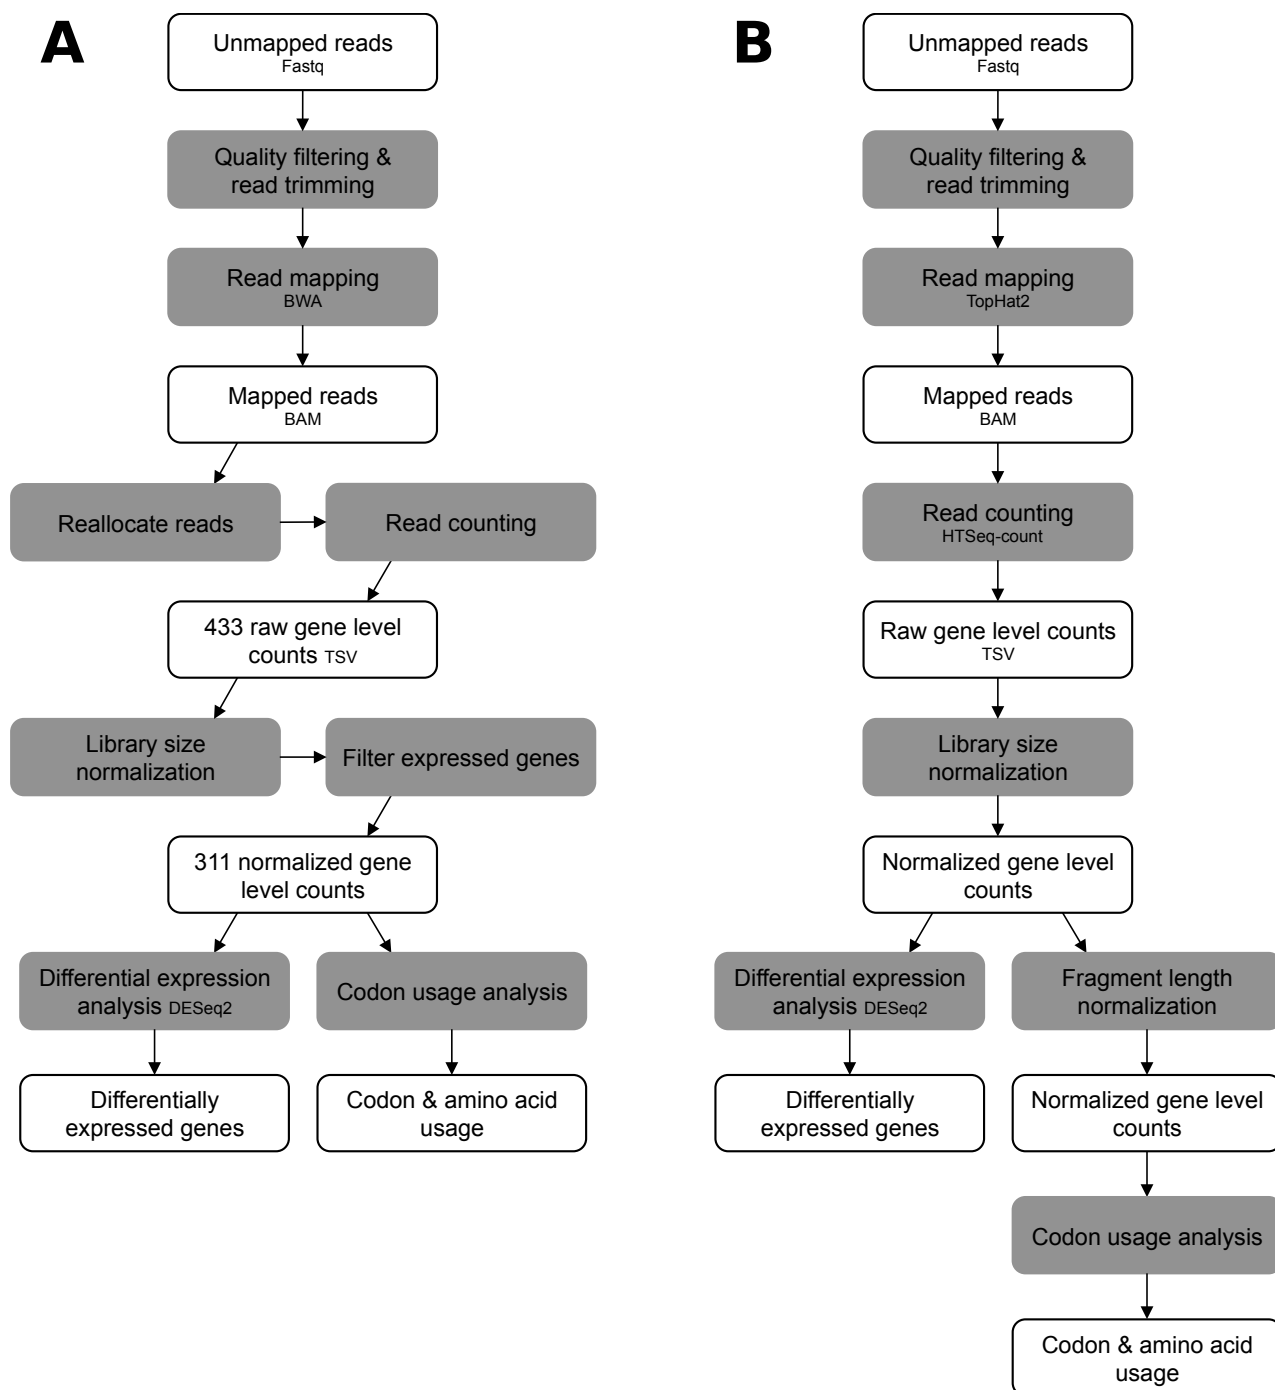 A
Unmapped reads
Fastq
Quality filtering &
read trimming
Read mapping
BWA
Mapped reads
BAM
Reallocate reads
Read counting
433 raw gene level
counts TSV
Library size
normalization
Filter expressed genes
311 normalized gene
level counts
Differential expression
analysis DESeq2
Codon usage analysis
Differentially
expressed genes
Codon & amino acid
usage
B
Unmapped reads
Fastq
Quality filtering &
read trimming
Read mapping
TopHat2
Mapped reads
BAM
Read counting
HTSeq-count
Raw gene level counts
TSV
Library size
normalization
Normalized gene level
counts
Differential expression
analysis DESeq2
Fragment length
normalization
Differentially
expressed genes
Normalized gene level
counts
Codon usage analysis
Codon & amino acid
usage